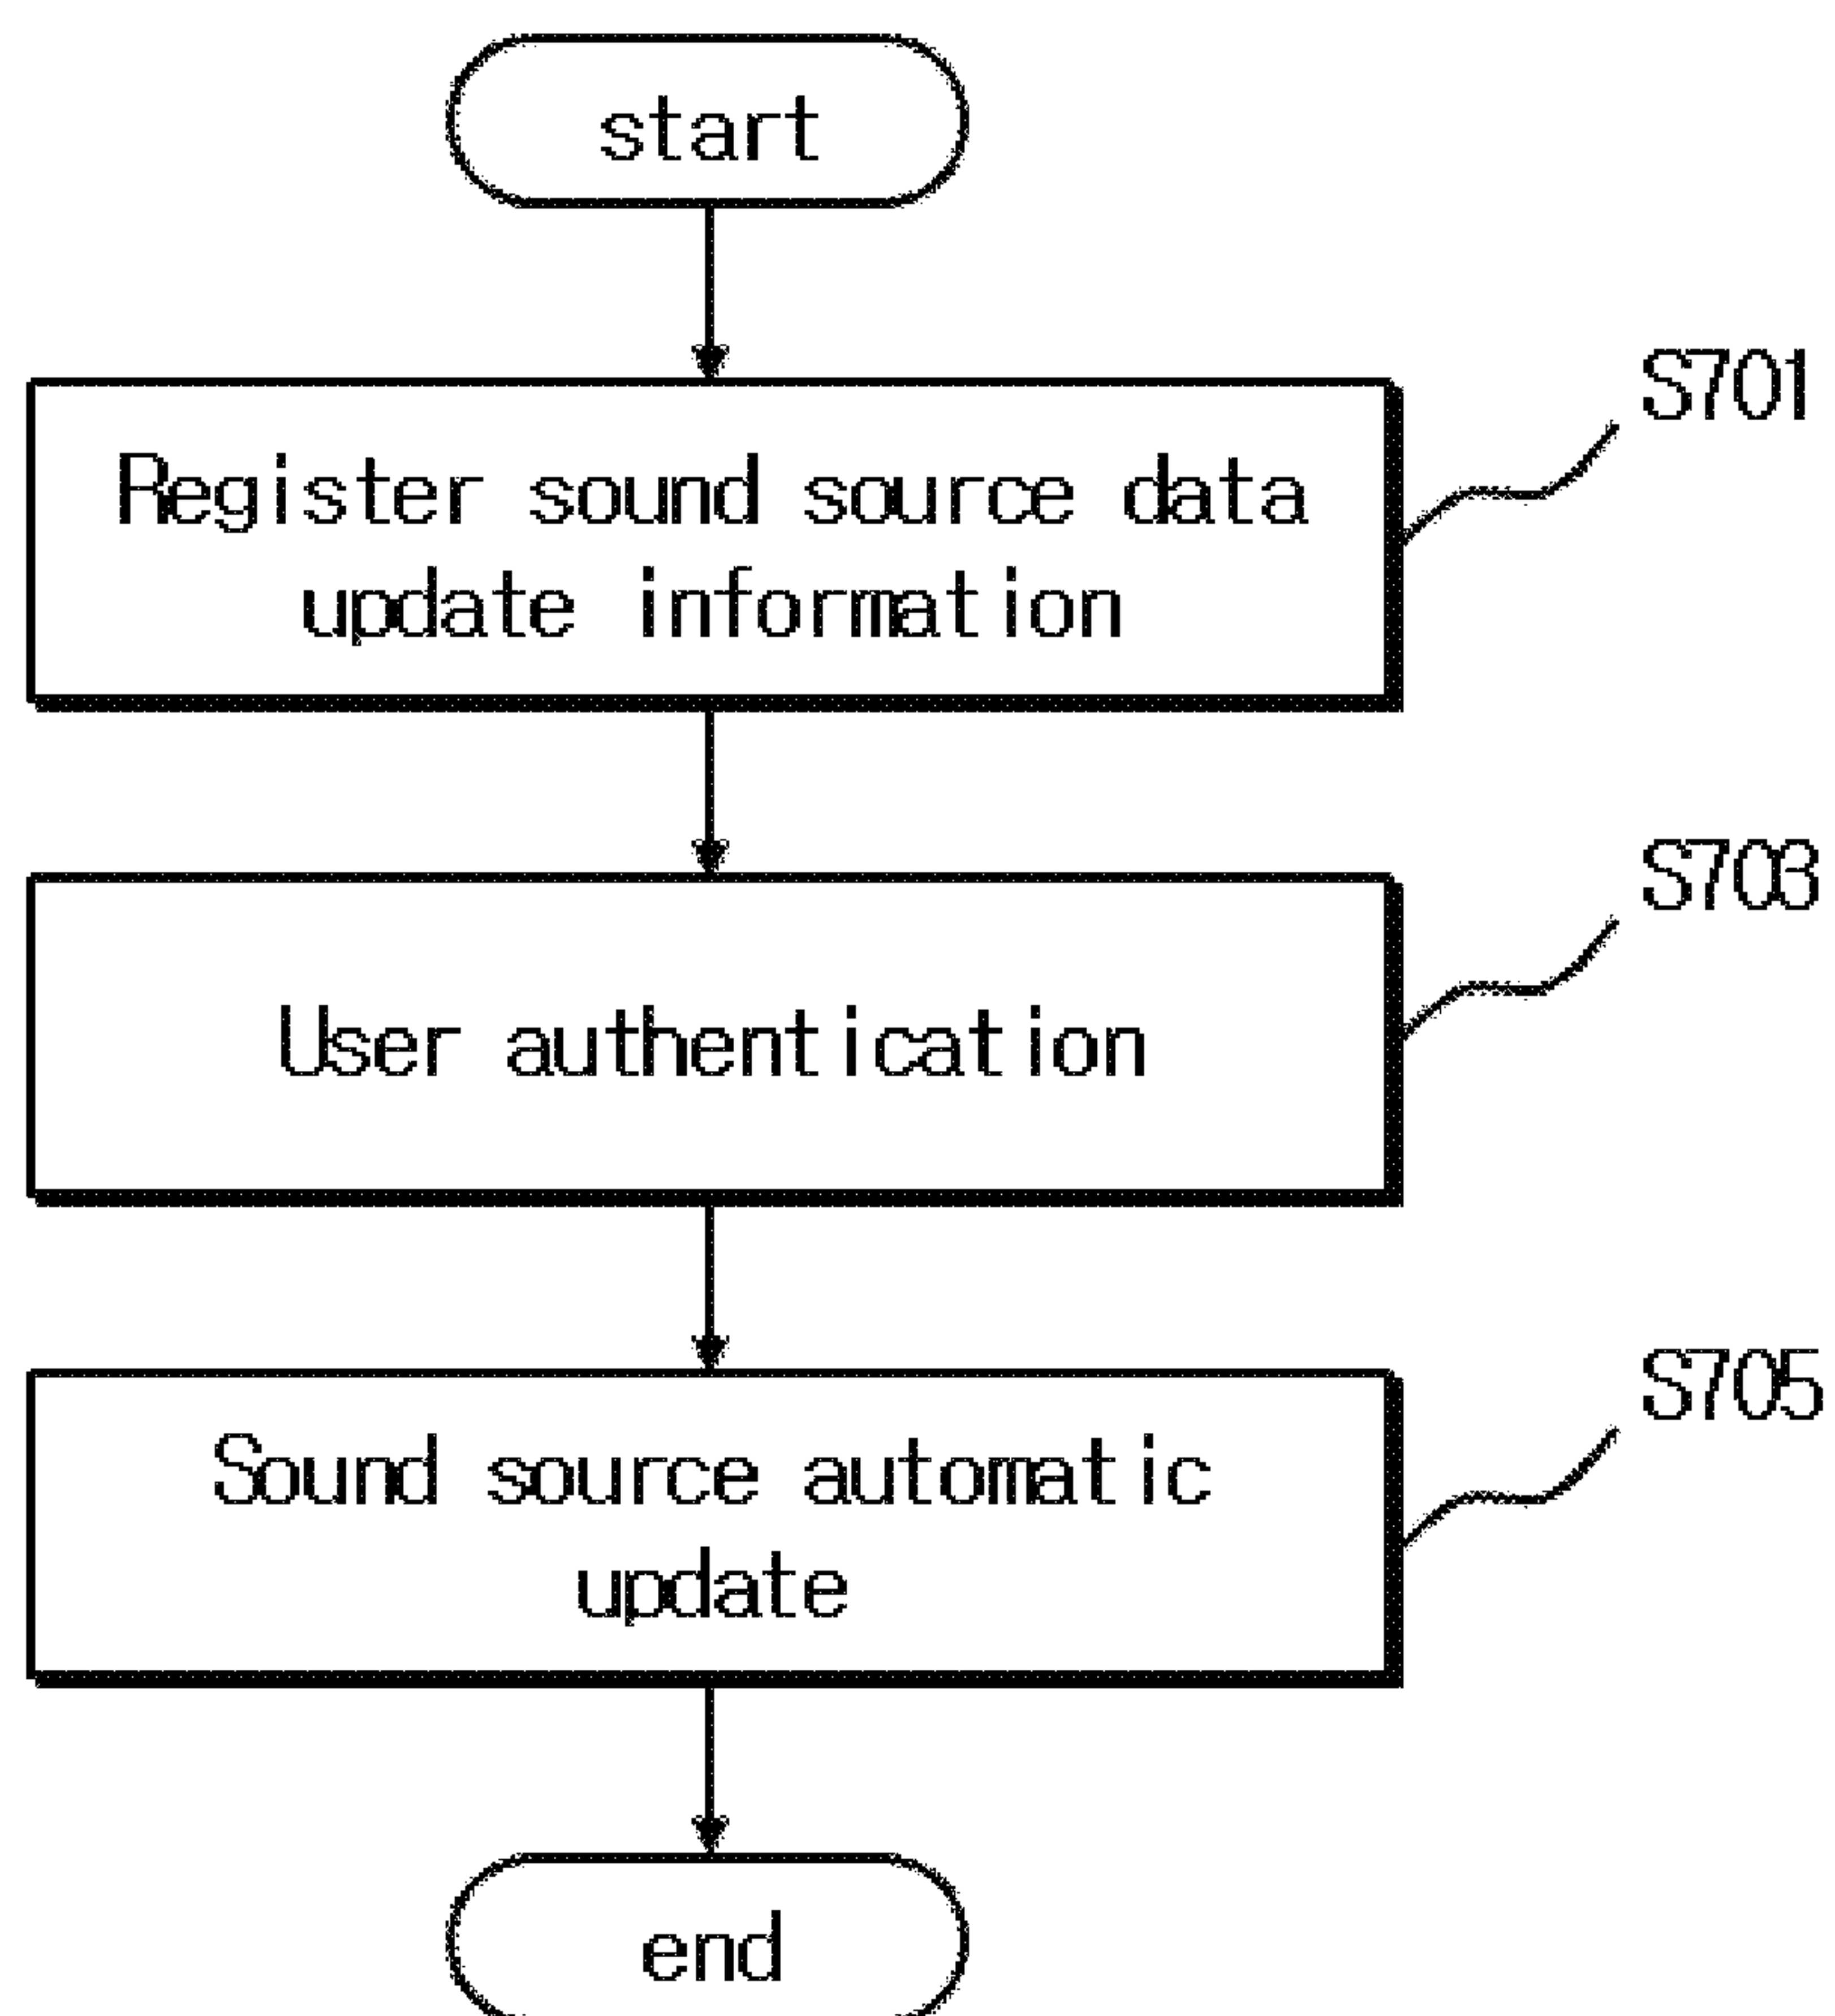 start
S701
Register sound source data
update information
S703
User authentication
S705
Sound source automatic
update
end